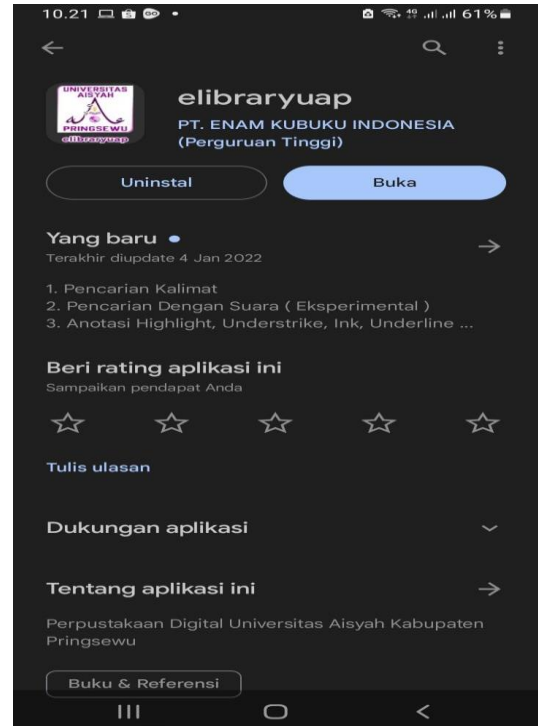 10.21
61%
UNIVERSITAS
AISYAH
PRINGSEWU
elibraryuap
elibraryuap
PT. ENAM KUBUKU INDONESIA
(Perguruan Tinggi)
Uninstal
Buka
Yang baru
Terakhir diupdate 4 Jan 2022
1. Pencarian Kalimat
2. Pencarian Dengan Suara ( Eksperimental )
3. Anotasi Highlight, Understrike, Ink, Underline ...
Beri rating aplikasi ini
Sampaikan pendapat Anda
Tulis ulasan
Dukungan aplikasi
Tentang aplikasi ini
Perpustakaan Digital Universitas Aisyah Kabupaten
Pringsewu
Buku & Referensi